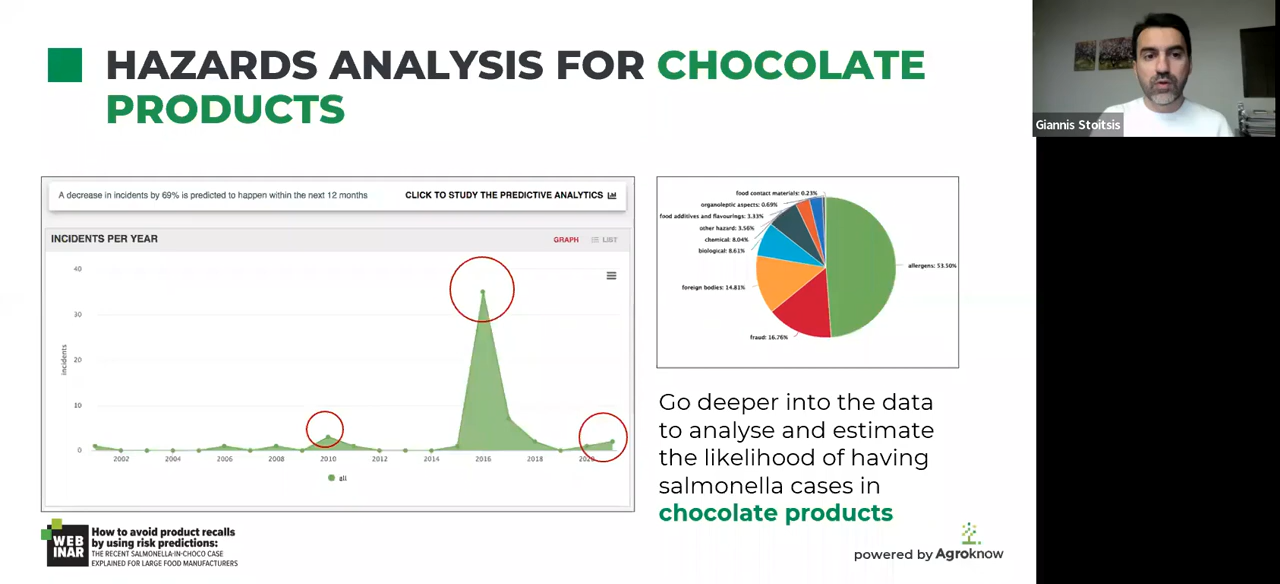 HAZARDS ANALYSIS FOR CHOCOLATE
PRODUCTS
Giannis Stoitsis
A decrease in incidents by 69% is predicted to happen within the next 12 months
CLICK TO STUDY THE PREDICTIVE ANALYTICS
INCIDENTS PER YEAR
GRAPH
LIST
40
30
20
10
0
incidents
2002
2004
2006
2008
2010
2012
2014
2016
2018
2020
all
food contact materials: 0.23%
organoleptic aspects: 0.69%
food additives and flavourings: 3.33%
other hazard: 3.56%
chemical: 8.04%
biological: 8.61%
allergens: 53.50%
foreign bodies: 14.81%
fraud: 16.76%
Go deeper into the data
to analyse and estimate
the likelihood of having
salmonella cases in
chocolate products
WEB
INAR
How to avoid product recalls
by using risk predictions:
THE RECENT SALMONELLA-IN-CHOCO CASE
EXPLAINED FOR LARGE FOOD MANUFACTURERS
powered by Agroknow